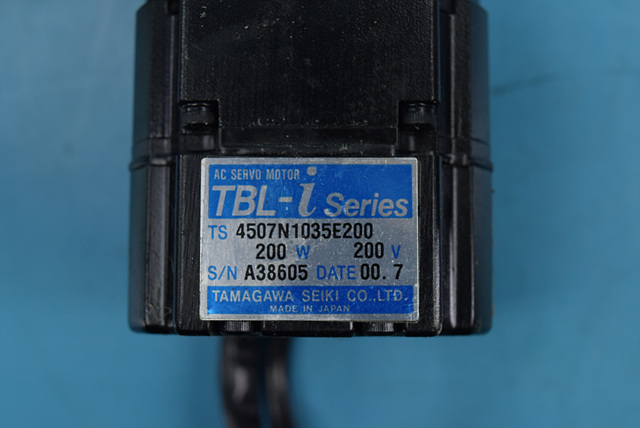 AC SERVO MOTOR
TBL-i Series
TS 4507N1035E200
200 W 200 V
S/N A38605 DATE 00. 7
TAMAGAWA SEIKI CO.,LTD.
MADE IN JAPAN